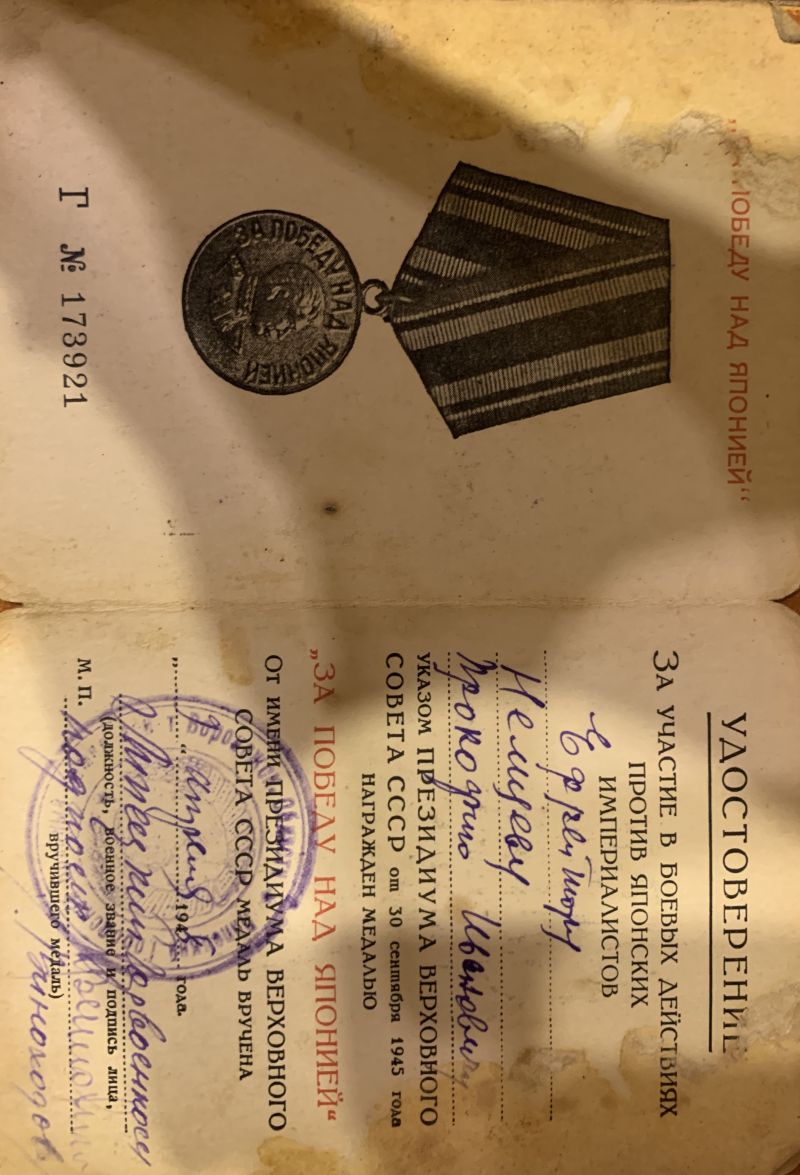 ПОБЕДУ НАД ЯПОНИЕЙ“
ЗА ПОБЕДУ НАД ЯПОНИЕЙ
Г № 173921
УДОСТОВЕРЕНИЕ
ЗА УЧАСТИЕ В БОЕВЫХ ДЕЙСТВИЯХ
ПРОТИВ ЯПОНСКИХ
ИМПЕРИАЛИСТОВ
Ефрейтору
Немцеву
Прокофию Ивановичу
УКАЗОМ ПРЕЗИДИУМА ВЕРХОВНОГО
СОВЕТА СССР от 30 сентября 1945 года
НАГРАЖДЕН МЕДАЛЬЮ
„ЗА ПОБЕДУ НАД ЯПОНИЕЙ“
ОТ ИМЕНИ ПРЕЗИДИУМА ВЕРХОВНОГО
СОВЕТА СССР МЕДАЛЬ ВРУЧЕНА
„ “ апреля 194 года.
(должность, военное звание и подпись лица,
М. П.
вручившего медаль)